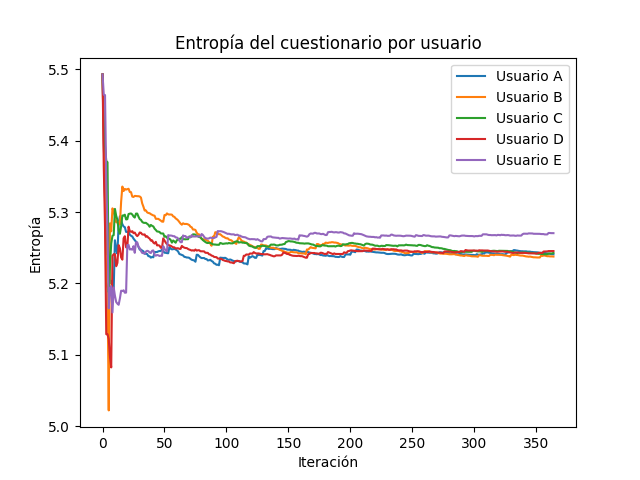 Entropía del cuestionario por usuario
Entropía
5.5
5.4
5.3
5.2
5.1
5.0
Usuario A
Usuario B
Usuario C
Usuario D
Usuario E
0 50 100 150 200 250 300 350
Iteración